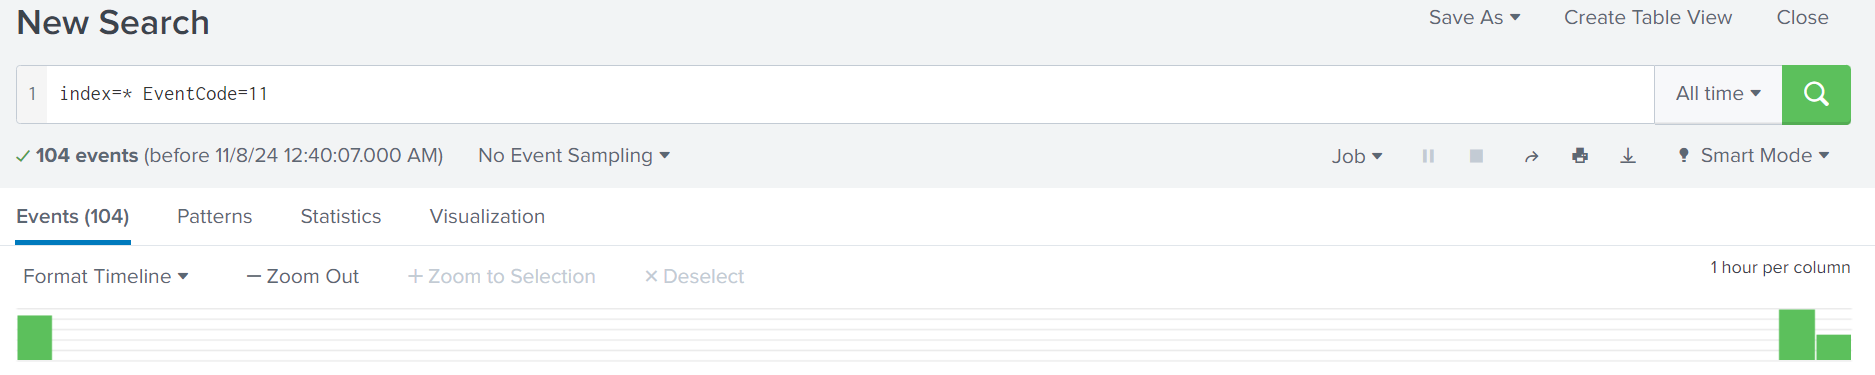 New Search
Save As Create Table View Close
1 index=* EventCode=11
All time
104 events (before 11/8/24 12:40:07.000 AM) No Event Sampling
Job Smart Mode
Events (104) Patterns Statistics Visualization
Format Timeline — Zoom Out + Zoom to Selection × Deselect
1 hour per column